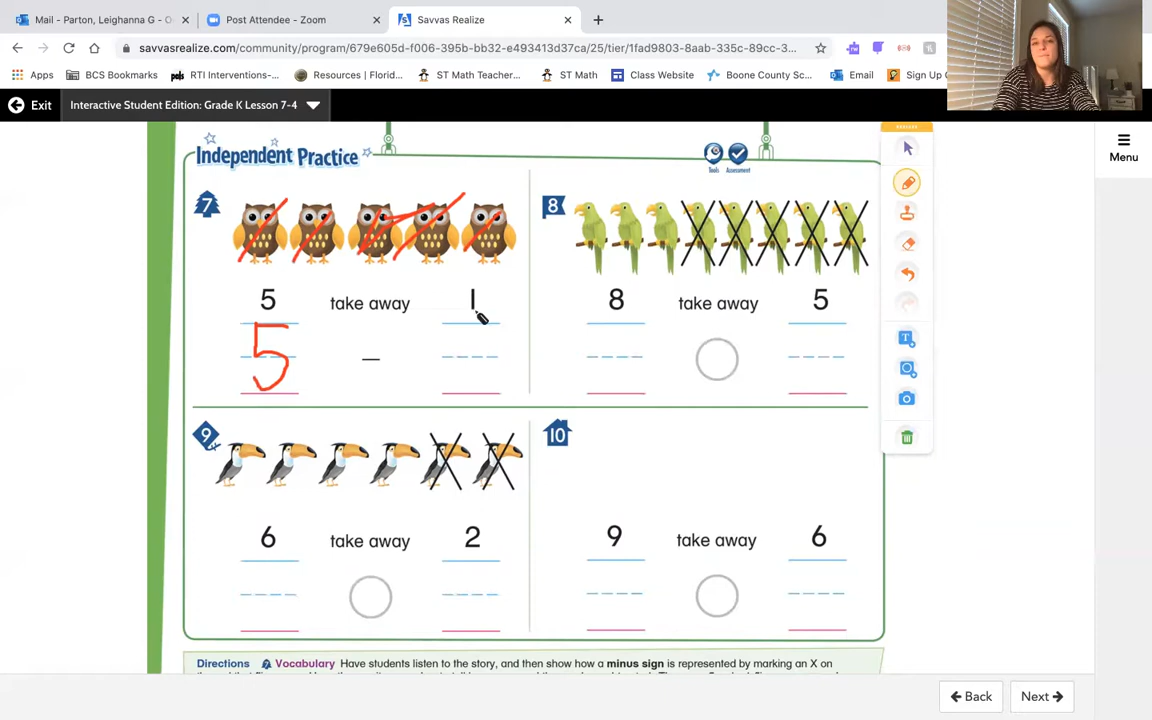 Mail - Parton, Leighanna G - O
Post Attendee - Zoom
Savvas Realize
savvasrealize.com/community/program/679e605d-f006-395b-bb32-e493413d37ca/25/tier/1fad9803-8aab-335c-89cc-3...
Apps
BCS Bookmarks
RTI Interventions-...
Resources | Florid...
ST Math Teacher...
ST Math
Class Website
Boone County Sc...
Email
Sign Up
Exit
Interactive Student Edition: Grade K Lesson 7-4
Menu
Independent Practice
Tools
Assessment
7
5 take away 1
5 –
8
8 take away 5
9
6 take away 2
10
9 take away 6
Directions Vocabulary Have students listen to the story, and then show how a minus sign is represented by marking an X on
Back
Next